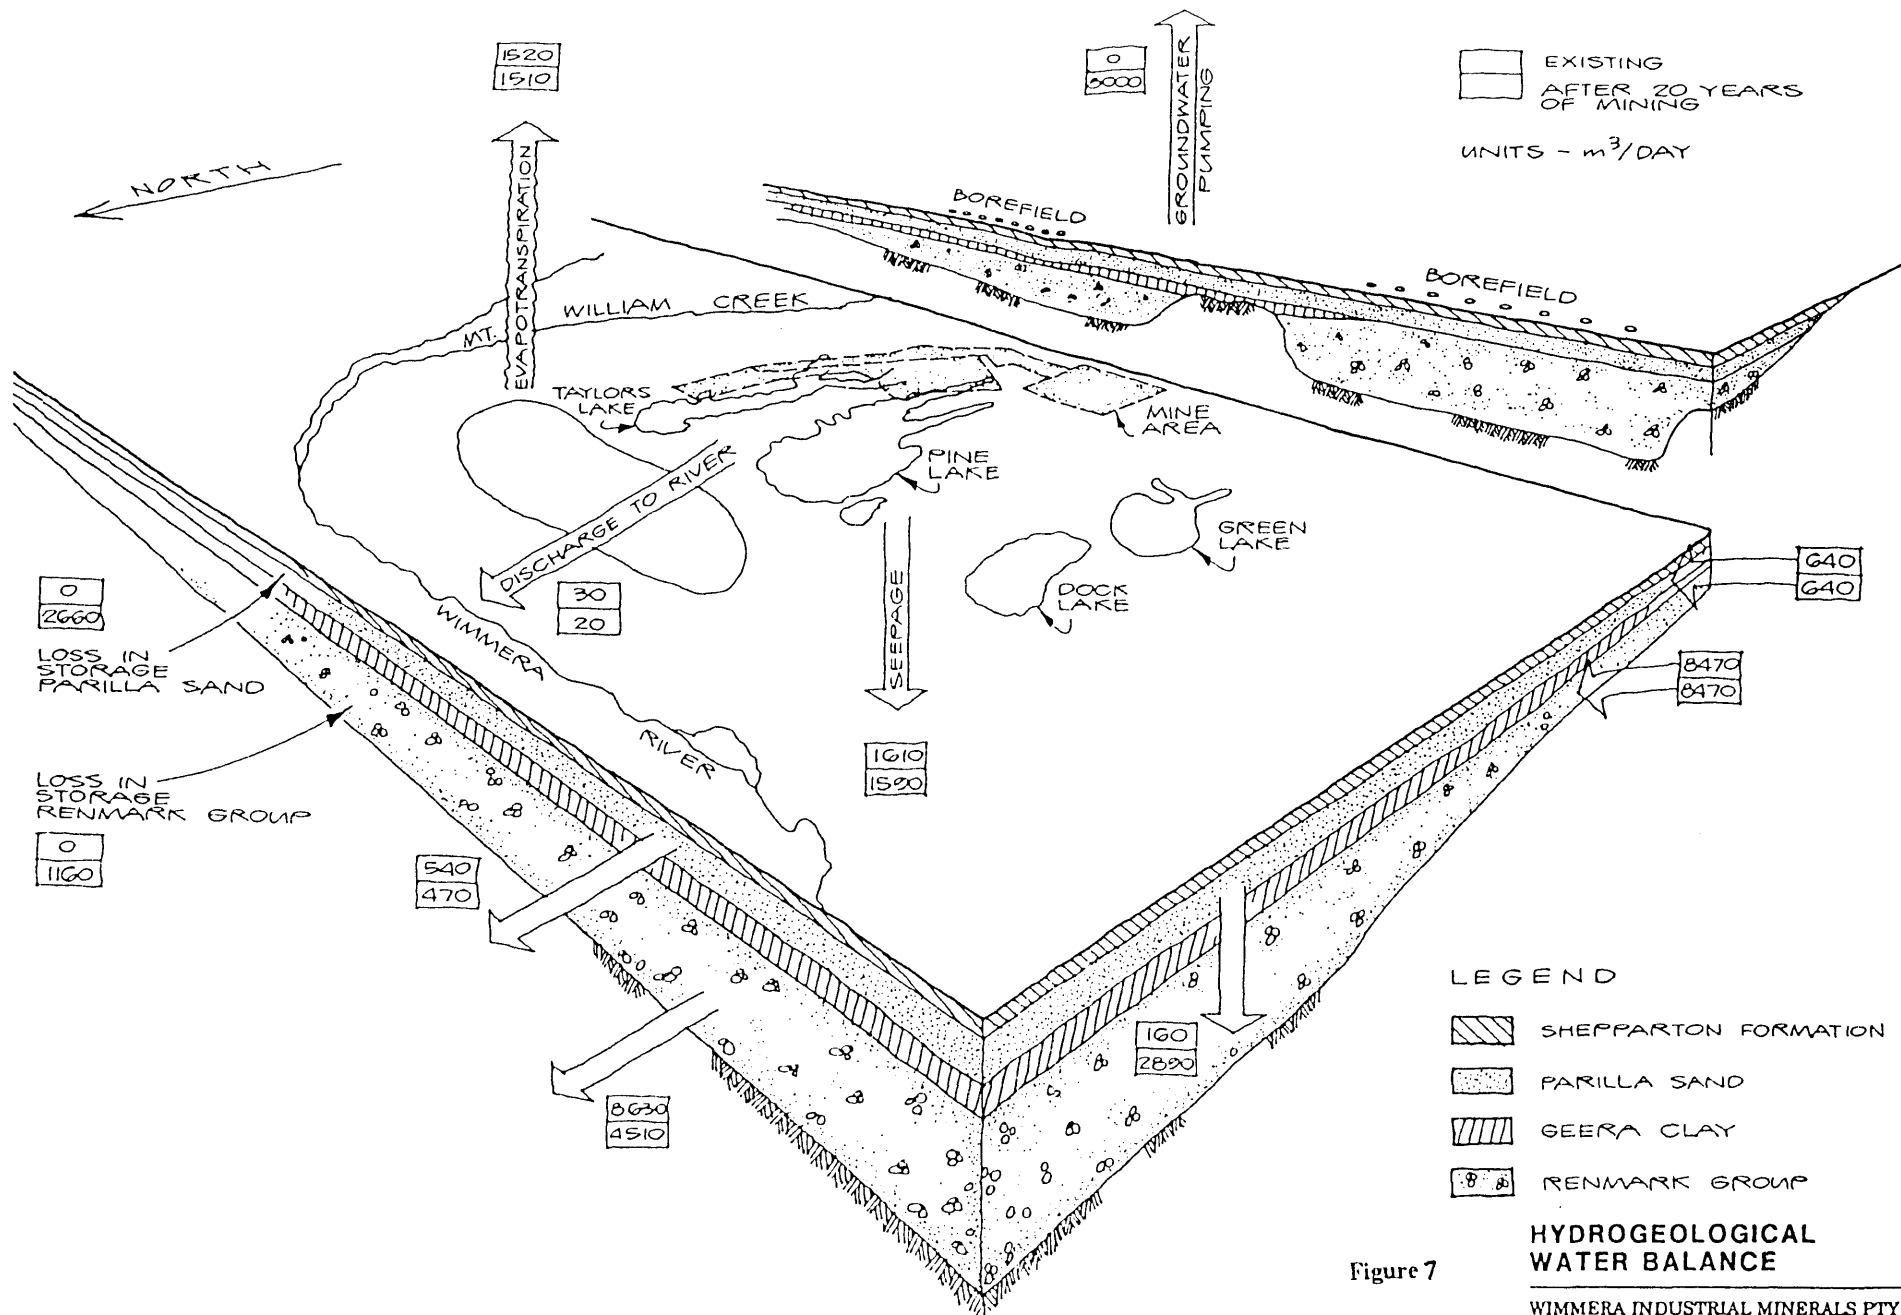 1520
1510
0
8000
GROUNDWATER
PUMPING
EXISTING
AFTER 20 YEARS
OF MINING
UNITS - m³/DAY
NORTH
EVAPOTRANSPIRATION
BOREFIELD
BOREFIELD
MT. WILLIAM CREEK
TAYLORS
LAKE
MINE
AREA
PINE
LAKE
DISCHARGE TO RIVER
GREEN
LAKE
DOCK
LAKE
SEEPAGE
30
20
640
640
0
2660
LOSS IN
STORAGE
PARILLA SAND
WIMMERA
RIVER
8470
8470
1610
1590
LOSS IN
STORAGE
RENMARK GROUP
0
1160
540
470
160
2890
8630
4510
LEGEND
SHEPPARTON FORMATION
PARILLA SAND
GEERA CLAY
RENMARK GROUP
Figure 7
HYDROGEOLOGICAL
WATER BALANCE
WIMMERA INDUSTRIAL MINERALS PTY